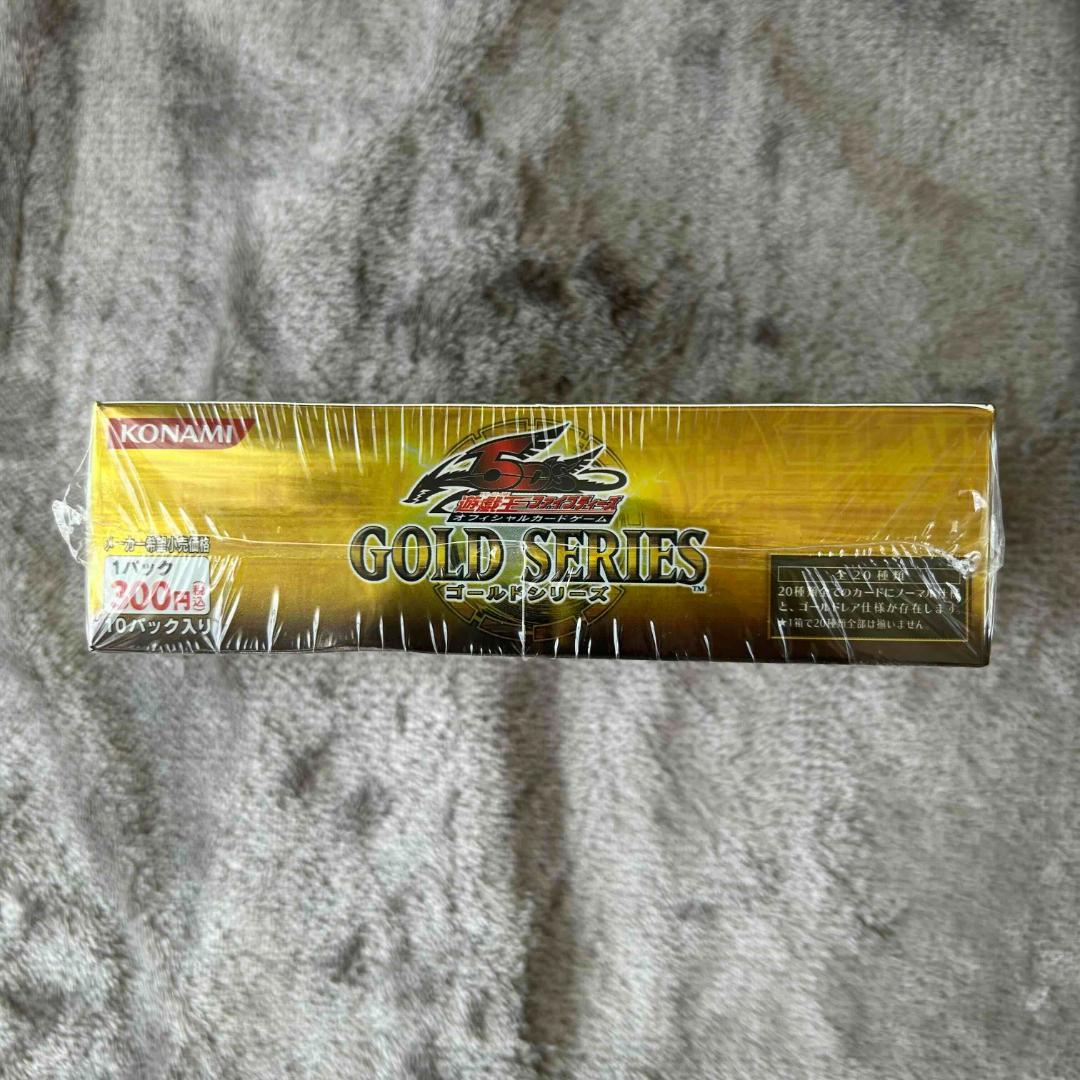 KONAMI
5D's
遊戯王ファイブディーズ
オフィシャルカードゲーム
GOLD SERIES
TM
ゴールドシリーズ
メーカー希望小売価格
1パック
300円税込
10パック入り
全20種類
20種類全てのカードにノーマル仕様
と、ゴールドレア仕様が存在します。
★1箱で20種類全部は揃いません。